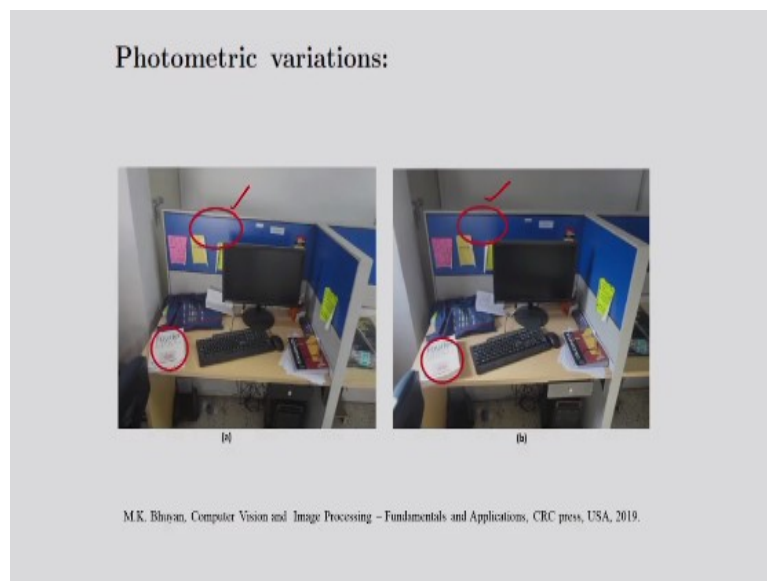 Photometric variations:
(a)
(b)
M.K. Bhuyan, Computer Vision and Image Processing – Fundamentals and Applications, CRC press, USA, 2019.